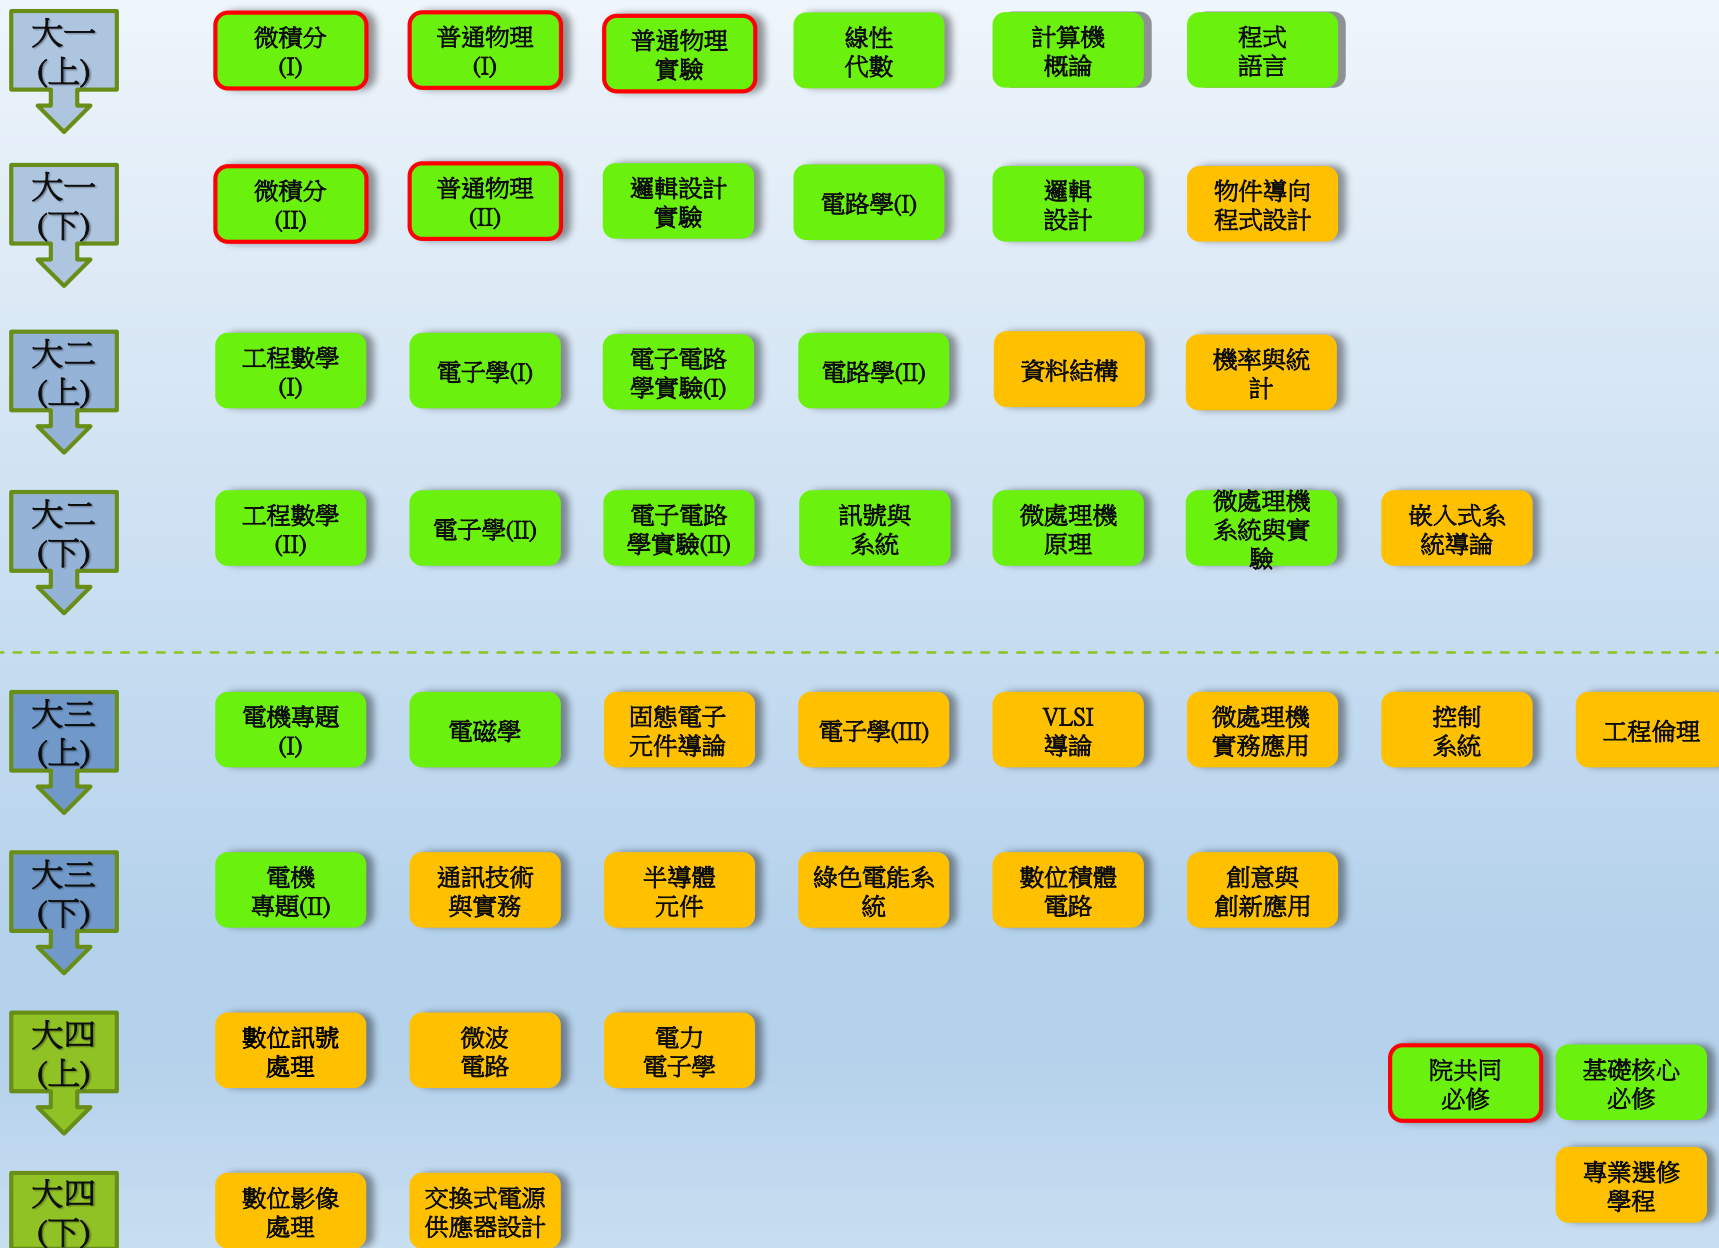 大一
(上)
微積分
(I)
普通物理
(I)
普通物理
實驗
線性
代數
計算機
概論
程式
語言
大一
(下)
微積分
(II)
普通物理
(II)
邏輯設計
實驗
電路學(I)
邏輯
設計
物件導向
程式設計
大二
(上)
工程數學
(I)
電子學(I)
電子電路
學實驗(I)
電路學(II)
資料結構
機率與統
計
大二
(下)
工程數學
(II)
電子學(II)
電子電路
學實驗(II)
訊號與
系統
微處理機
原理
微處理機
系統與實
驗
嵌入式系
統導論
大三
(上)
電機專題
(I)
電磁學
固態電子
元件導論
電子學(III)
VLSI
導論
微處理機
實務應用
控制
系統
工程倫理
大三
(下)
電機
專題(II)
通訊技術
與實務
半導體
元件
綠色電能系
統
數位積體
電路
創意與
創新應用
大四
(上)
數位訊號
處理
微波
電路
電力
電子學
院共同
必修
基礎核心
必修
專業選修
學程
大四
(下)
數位影像
處理
交換式電源
供應器設計